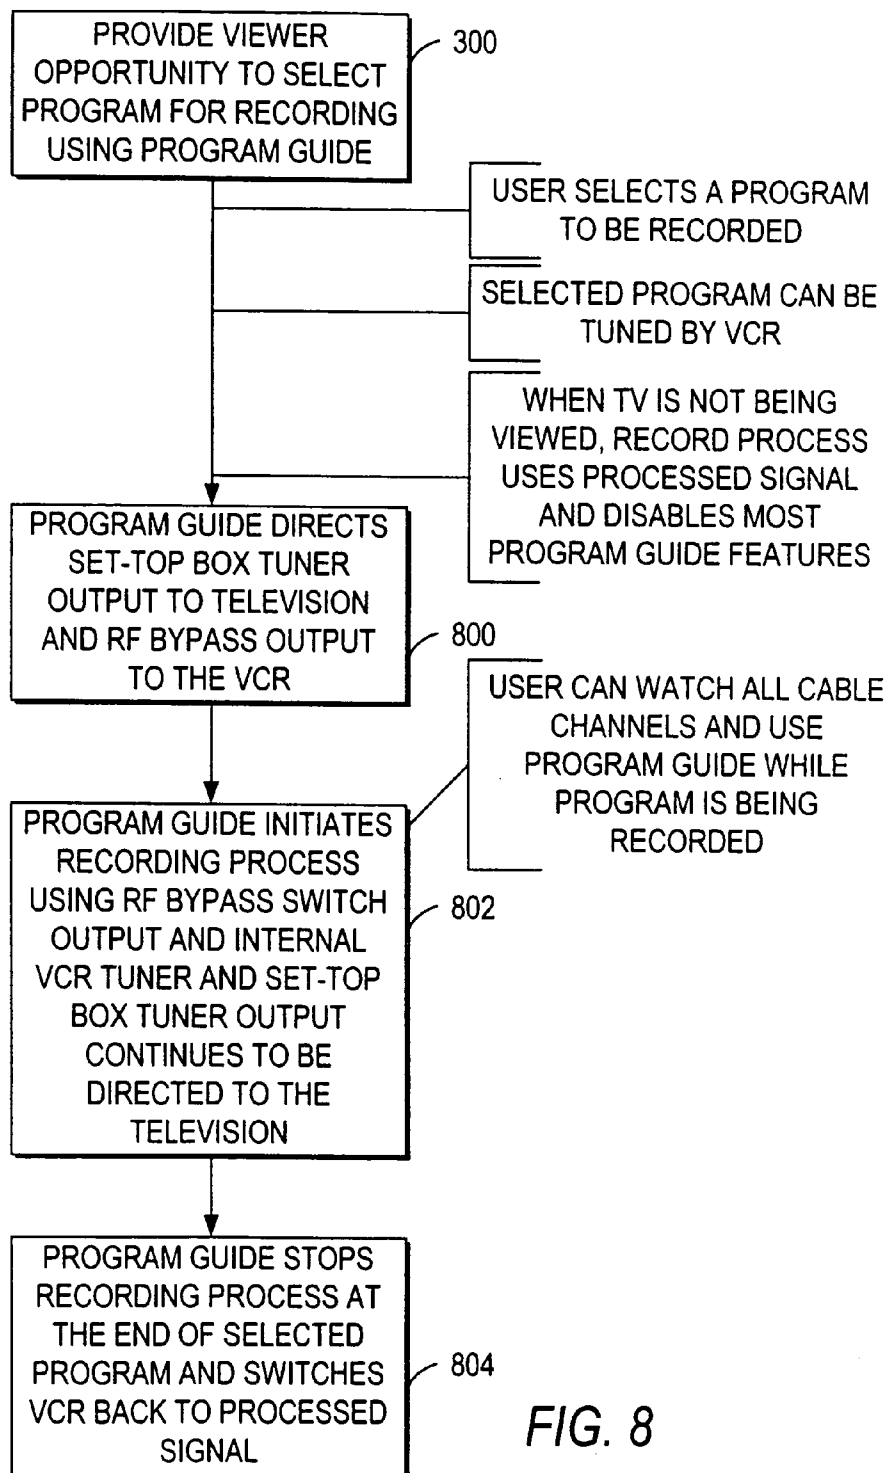 PROVIDE VIEWER
OPPORTUNITY TO SELECT
PROGRAM FOR RECORDING
USING PROGRAM GUIDE
300
USER SELECTS A PROGRAM
TO BE RECORDED
SELECTED PROGRAM CAN BE
TUNED BY VCR
WHEN TV IS NOT BEING
VIEWED, RECORD PROCESS
USES PROCESSED SIGNAL
AND DISABLES MOST
PROGRAM GUIDE FEATURES
PROGRAM GUIDE DIRECTS
SET-TOP BOX TUNER
OUTPUT TO TELEVISION
AND RF BYPASS OUTPUT
TO THE VCR
800
USER CAN WATCH ALL CABLE
CHANNELS AND USE
PROGRAM GUIDE WHILE
PROGRAM IS BEING
RECORDED
PROGRAM GUIDE INITIATES
RECORDING PROCESS
USING RF BYPASS SWITCH
OUTPUT AND INTERNAL
VCR TUNER AND SET-TOP
BOX TUNER OUTPUT
CONTINUES TO BE
DIRECTED TO THE
TELEVISION
802
PROGRAM GUIDE STOPS
RECORDING PROCESS AT
THE END OF SELECTED
PROGRAM AND SWITCHES
VCR BACK TO PROCESSED
SIGNAL
804
FIG. 8